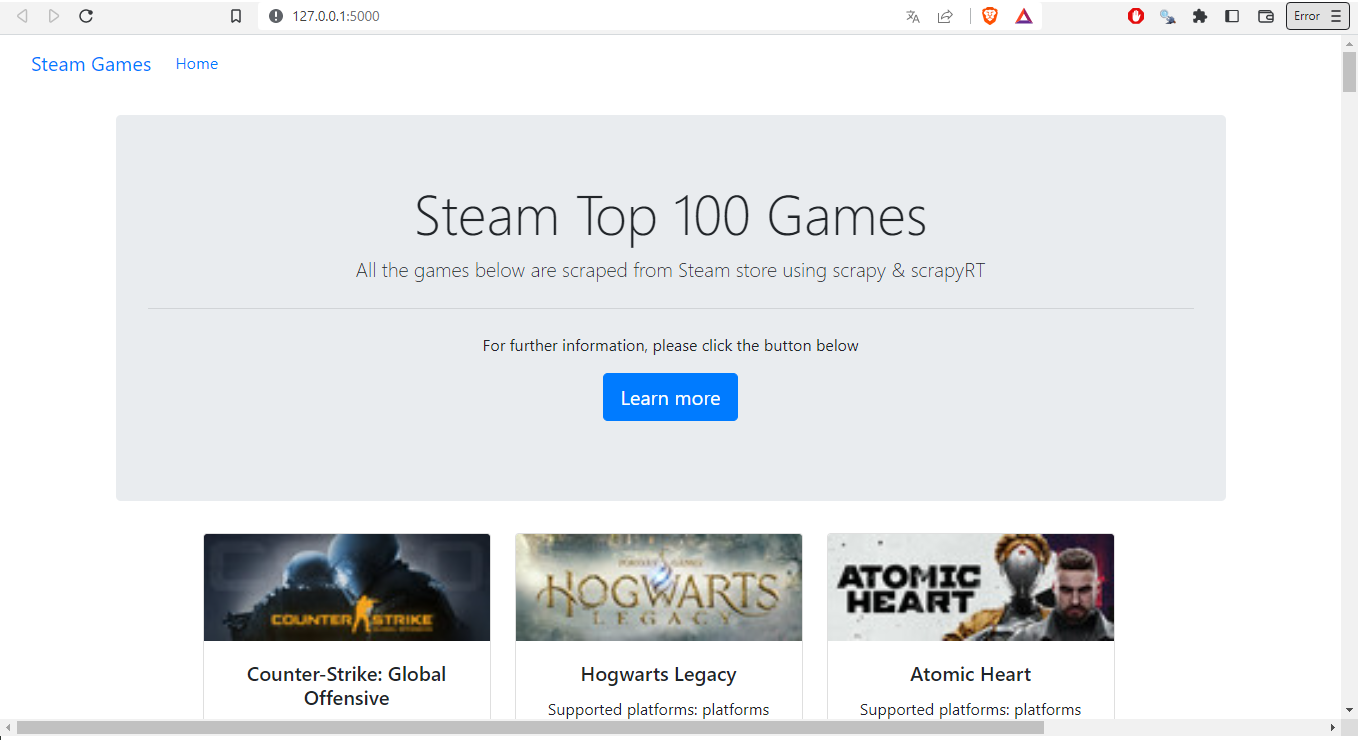 127.0.0.1:5000
Error
Steam Games Home
Steam Top 100 Games
All the games below are scraped from Steam store using scrapy & scrapyRT
For further information, please click the button below
Learn more
COUNTER STRIKE
HOGWARTS
LEGACY
ATOMIC
HEART
Counter-Strike: Global
Offensive
Hogwarts Legacy
Supported platforms: platforms
Atomic Heart
Supported platforms: platforms